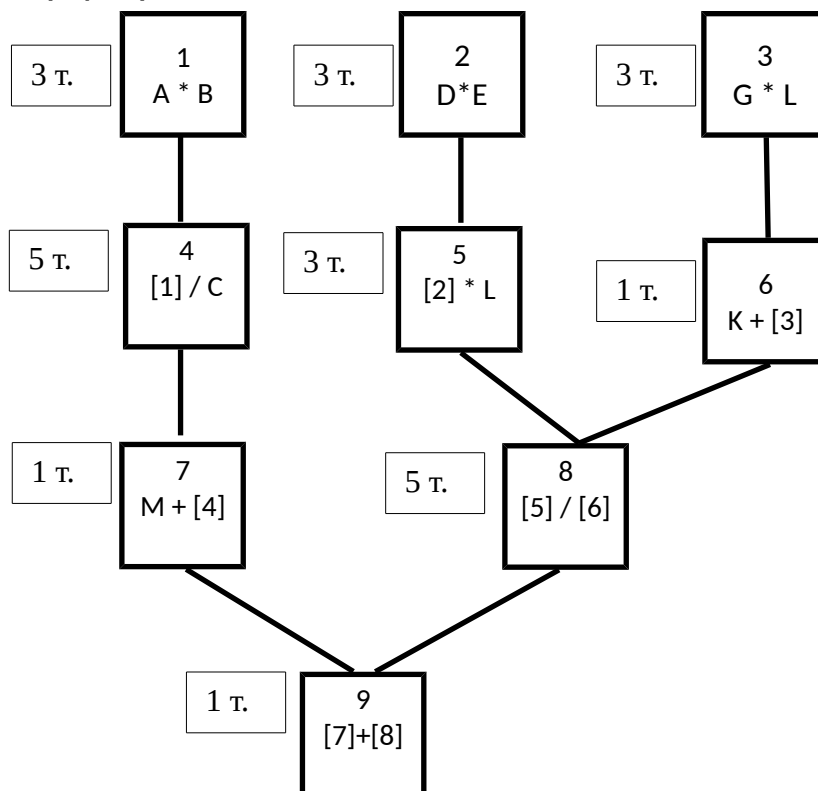 3 т.
1
A * B
3 т.
2
D*E
3 т.
3
G * L
5 т.
4
[1] / C
3 т.
5
[2] * L
1 т.
6
K + [3]
1 т.
7
M + [4]
5 т.
8
[5] / [6]
1 т.
9
[7]+[8]